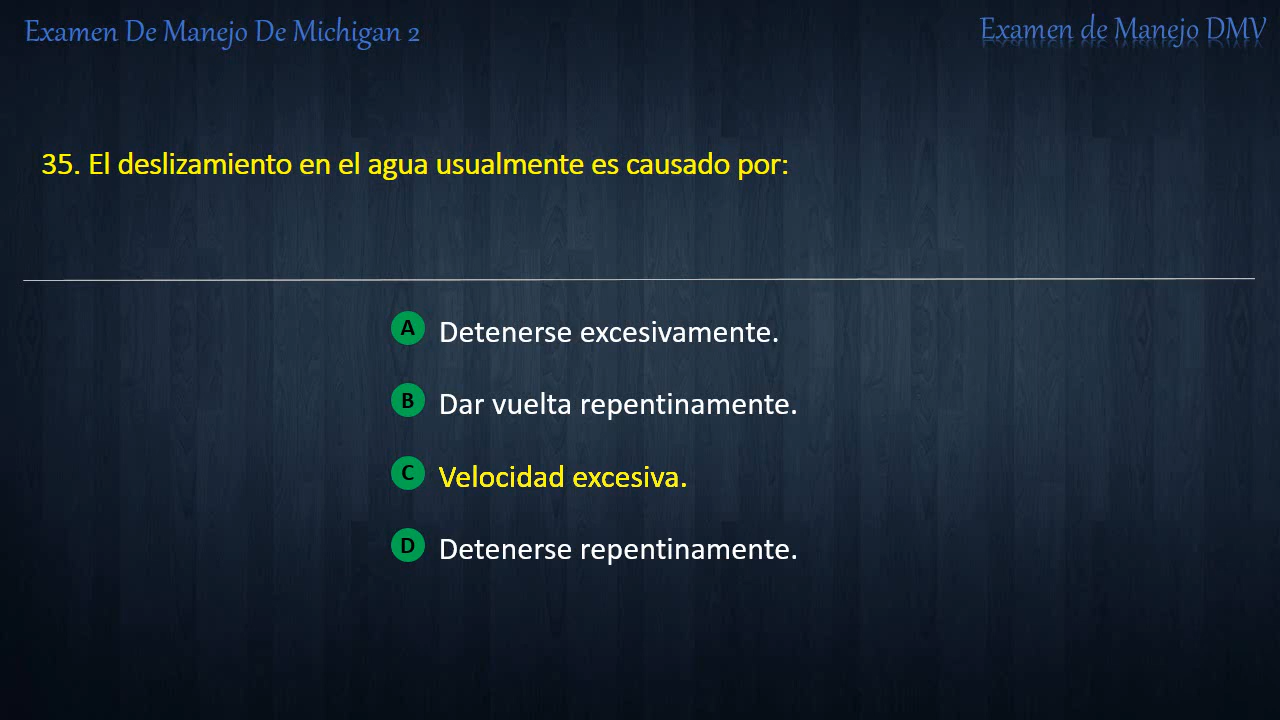 Examen De Manejo De Michigan 2
Examen de Manejo DMV
35. El deslizamiento en el agua usualmente es causado por:
A Detenerse excesivamente.
B Dar vuelta repentinamente.
C Velocidad excesiva.
D Detenerse repentinamente.